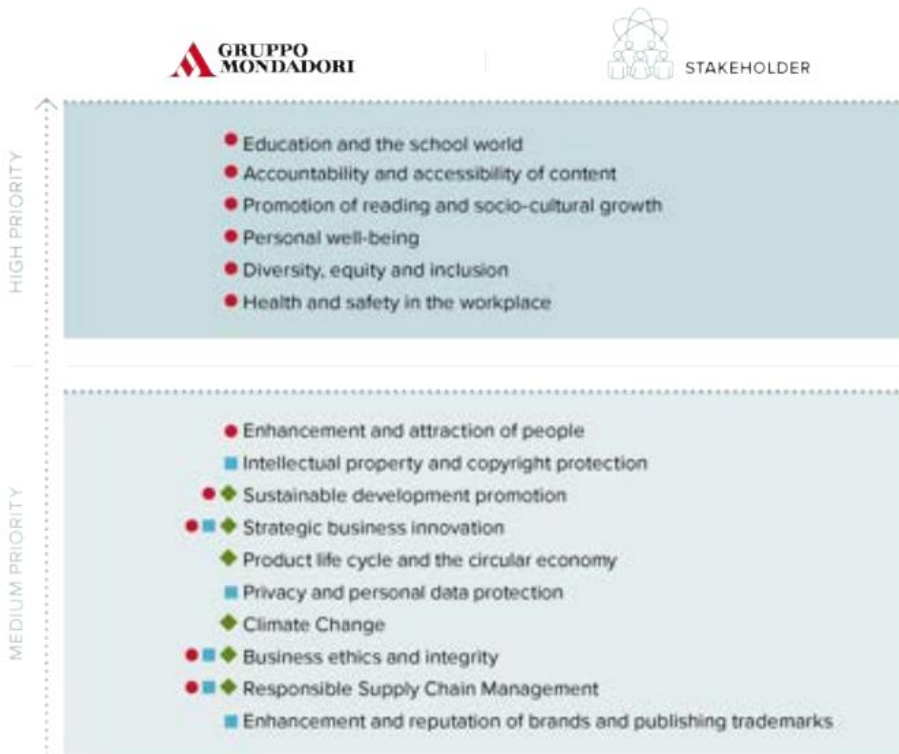 GRUPPO
MONDADORI
STAKEHOLDER
HIGH PRIORITY
Education and the school world
Accountability and accessibility of content
Promotion of reading and socio-cultural growth
Personal well-being
Diversity, equity and inclusion
Health and safety in the workplace
MEDIUM PRIORITY
Enhancement and attraction of people
Intellectual property and copyright protection
Sustainable development promotion
Strategic business innovation
Product life cycle and the circular economy
Privacy and personal data protection
Climate Change
Business ethics and integrity
Responsible Supply Chain Management
Enhancement and reputation of brands and publishing trademarks